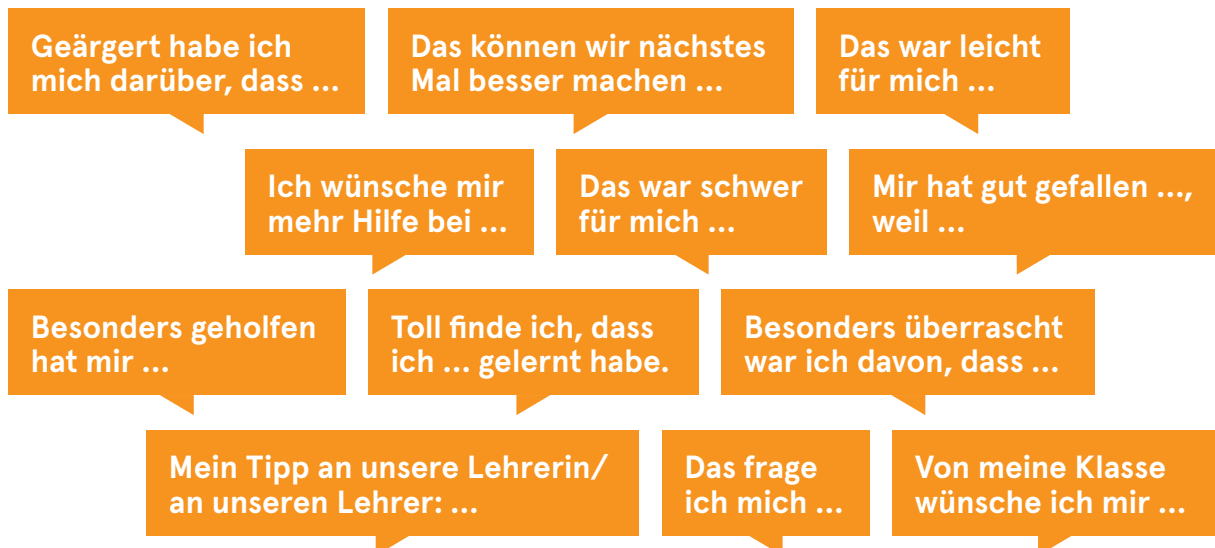 Geärgert habe ich
mich darüber, dass ...
Das können wir nächstes
Mal besser machen ...
Das war leicht
für mich ...
Ich wünsche mir
mehr Hilfe bei ...
Das war schwer
für mich ...
Mir hat gut gefallen ...,
weil ...
Besonders geholfen
hat mir ...
Toll finde ich, dass
ich ... gelernt habe.
Besonders überrascht
war ich davon, dass ...
Mein Tipp an unsere Lehrerin/
an unseren Lehrer: ...
Das frage
ich mich ...
Von meine Klasse
wünsche ich mir ...